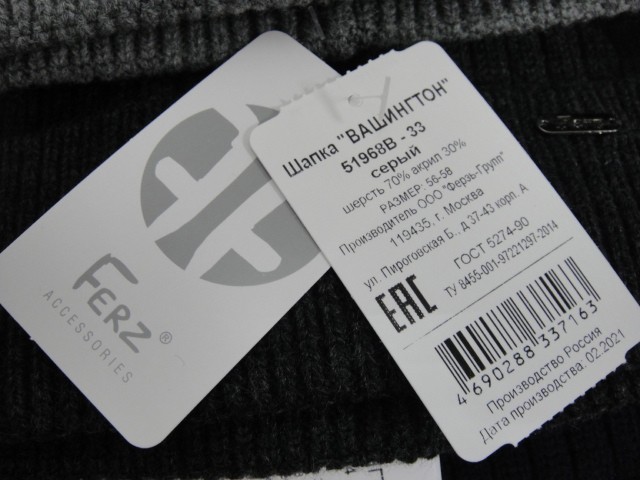 FERZ®
ACCESSORIES
Шапка "ВАШИНГТОН"
51968В - 33
серый
шерсть 70% акрил 30%
РАЗМЕР: 56-58
Производитель ООО "Ферзь-Групп"
119435, г. Москва
ул. Пироговская Б., д 37-43 корп. А
ГОСТ 5274-90
ТУ 8455-001-97221297-2014
EAC
4 690288 337163
Производство Россия
Дата производства: 02.2021